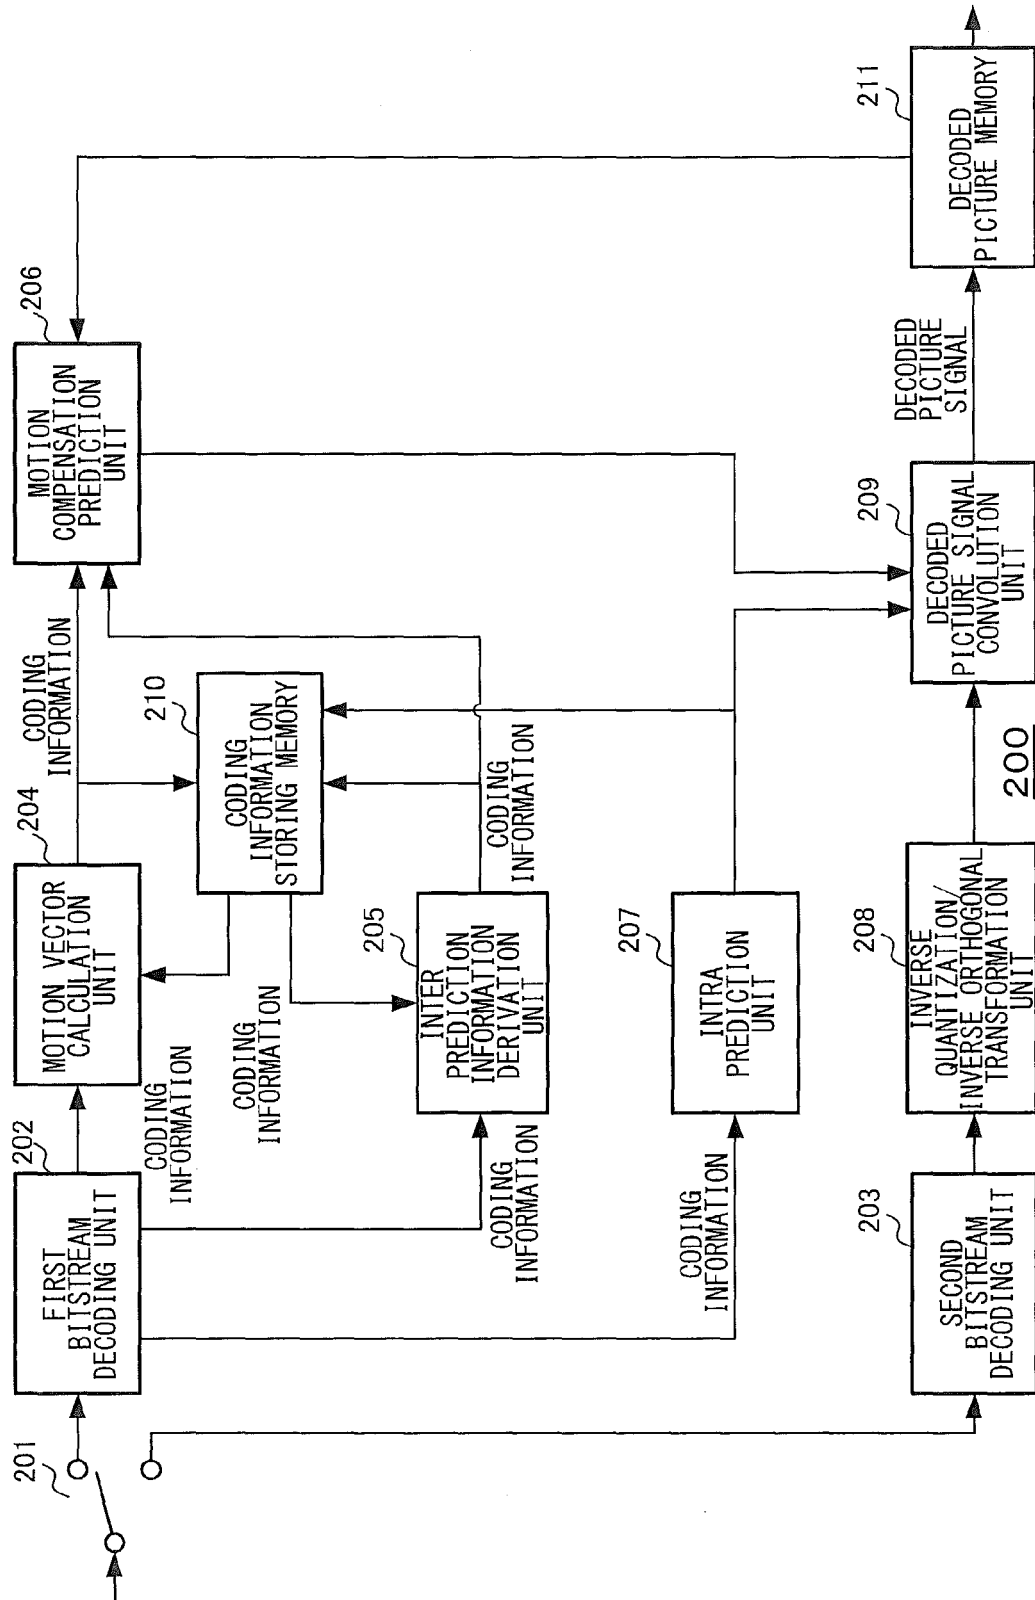 201
202
FIRST
BITSTREAM
DECODING UNIT
CODING
INFORMATION
204
MOTION VECTOR
CALCULATION
UNIT
CODING
INFORMATION
206
MOTION
COMPENSATION
PREDICTION
UNIT
210
CODING
INFORMATION
STORING MEMORY
CODING
INFORMATION
CODING
INFORMATION
205
INTER
PREDICTION
INFORMATION
DERIVATION
UNIT
CODING
INFORMATION
CODING
INFORMATION
207
INTRA
PREDICTION
UNIT
203
SECOND
BITSTREAM
DECODING UNIT
208
INVERSE
QUANTIZATION/
INVERSE ORTHOGONAL
TRANSFORMATION
UNIT
209
DECODED
PICTURE SIGNAL
CONVOLUTION
UNIT
DECODED
PICTURE
SIGNAL
211
DECODED
PICTURE MEMORY
200